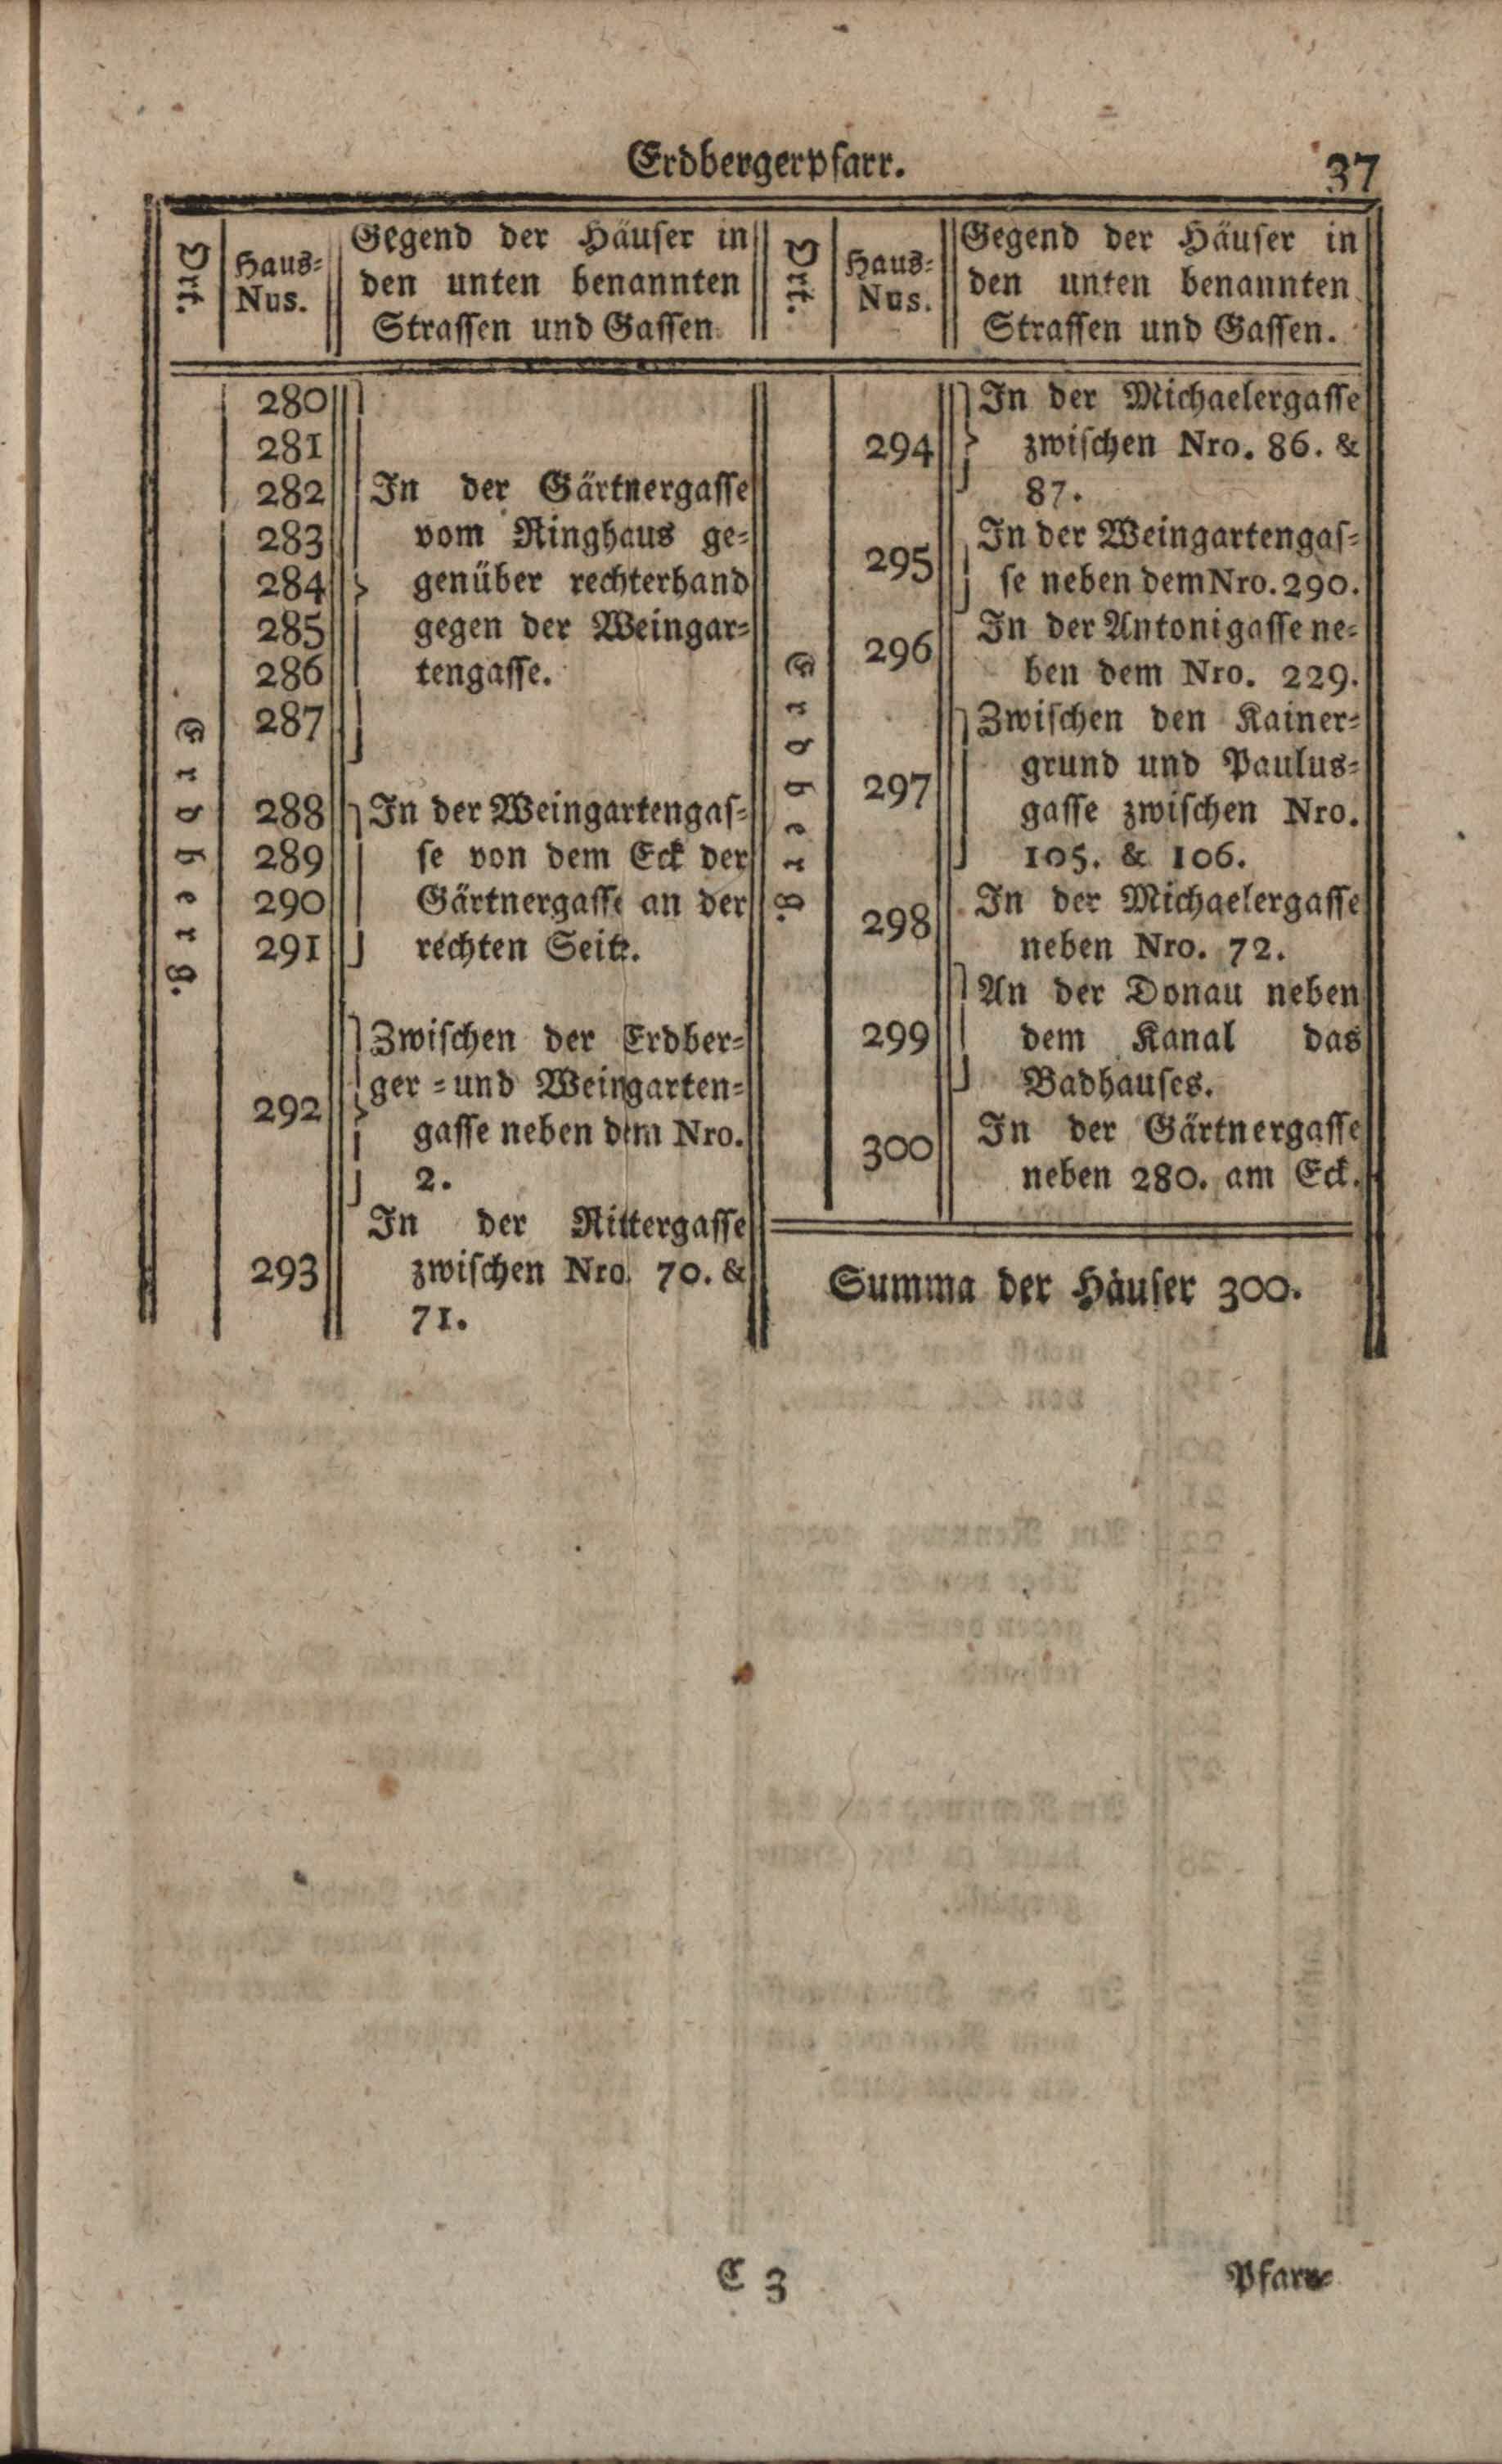 Erdbergerpfarr. 37
Ort.
Haus-
Nus.
Gegend der Häuser in
den unten benannten
Strassen und Gassen.
Erdberg.
280
281
282
283
284
285
286
287
In der Gärtnergasse
vom Ringhaus ge-
genüber rechterhand
gegen der Weingar-
tengasse.
288
289
290
291
In der Weingartengas-
se von dem Eck der
Gärtnergasse an der
rechten Seite.
292
Zwischen der Erdber-
ger- und Weingarten-
gasse neben dem Nro.
2.
293
In der Rittergasse
zwischen Nro. 70. &
71.
Ort.
Haus-
Nus.
Gegend der Häuser in
den unten benannten
Strassen und Gassen.
Erdberg.
294
In der Michaelergasse
zwischen Nro. 86. &
87.
295
In der Weingartengas-
se neben dem Nro. 290.
296
In der Antonigasse ne-
ben dem Nro. 229.
297
Zwischen den Kainer-
grund und Paulus-
gasse zwischen Nro.
105. & 106.
298
In der Michaelergasse
neben Nro. 72.
299
An der Donau neben
dem Kanal das
Badhauses.
300
In der Gärtnergasse
neben 280. am Eck.
Summa der Häuser 300.
C 3
Pfarr-